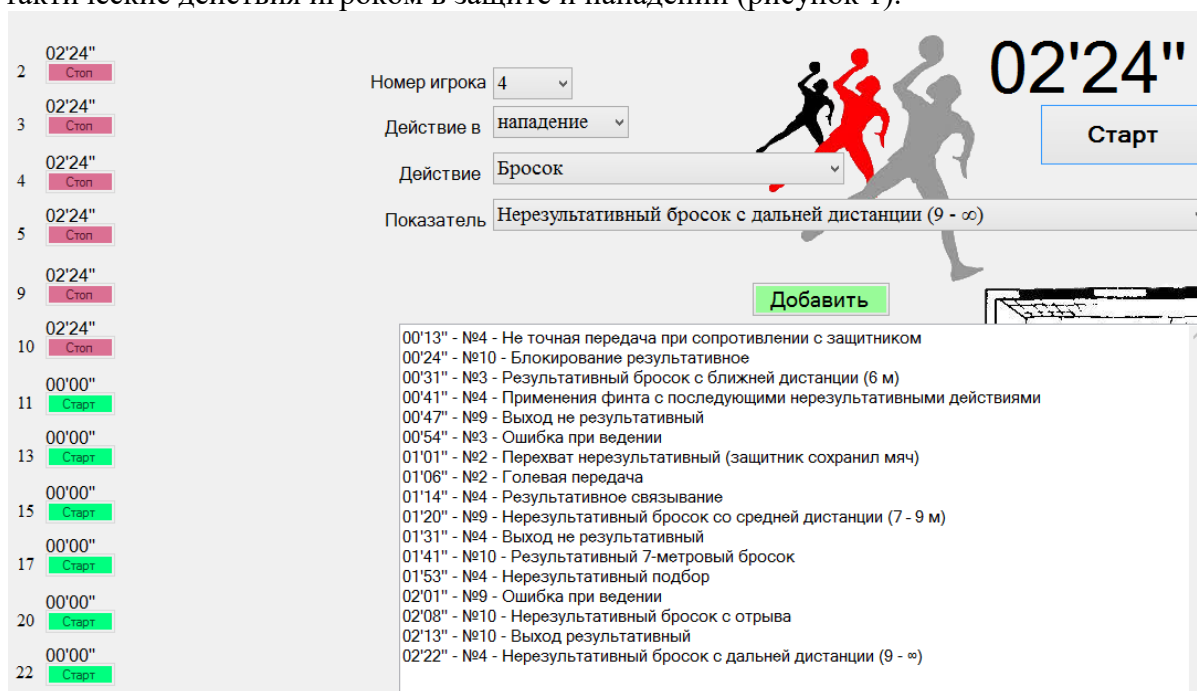 тактические действия игроком в защите и нападении (рисунок 1).
02'24"
2 Стоп
02'24"
3 Стоп
02'24"
4 Стоп
02'24"
5 Стоп
02'24"
9 Стоп
02'24"
10 Стоп
00'00"
11 Старт
00'00"
13 Старт
00'00"
15 Старт
00'00"
17 Старт
00'00"
20 Старт
00'00"
22 Старт
Номер игрока 4
Действие в нападение
Действие Бросок
Показатель Нерезультативный бросок с дальней дистанции (9 - ∞)
02'24"
Старт
Добавить
00'13" - №4 - Не точная передача при сопротивлении с защитником
00'24" - №10 - Блокирование результативное
00'31" - №3 - Результативный бросок с ближней дистанции (6 м)
00'41" - №4 - Применения финта с последующими нерезультативными действиями
00'47" - №9 - Выход не результативный
00'54" - №3 - Ошибка при ведении
01'01" - №2 - Перехват нерезультативный (защитник сохранил мяч)
01'06" - №2 - Голевая передача
01'14" - №4 - Результативное связывание
01'20" - №9 - Нерезультативный бросок со средней дистанции (7 - 9 м)
01'31" - №4 - Выход не результативный
01'41" - №10 - Результативный 7-метровый бросок
01'53" - №4 - Нерезультативный подбор
02'01" - №9 - Ошибка при ведении
02'08" - №10 - Нерезультативный бросок с отрыва
02'13" - №10 - Выход результативный
02'22" - №4 - Нерезультативный бросок с дальней дистанции (9 - ∞)